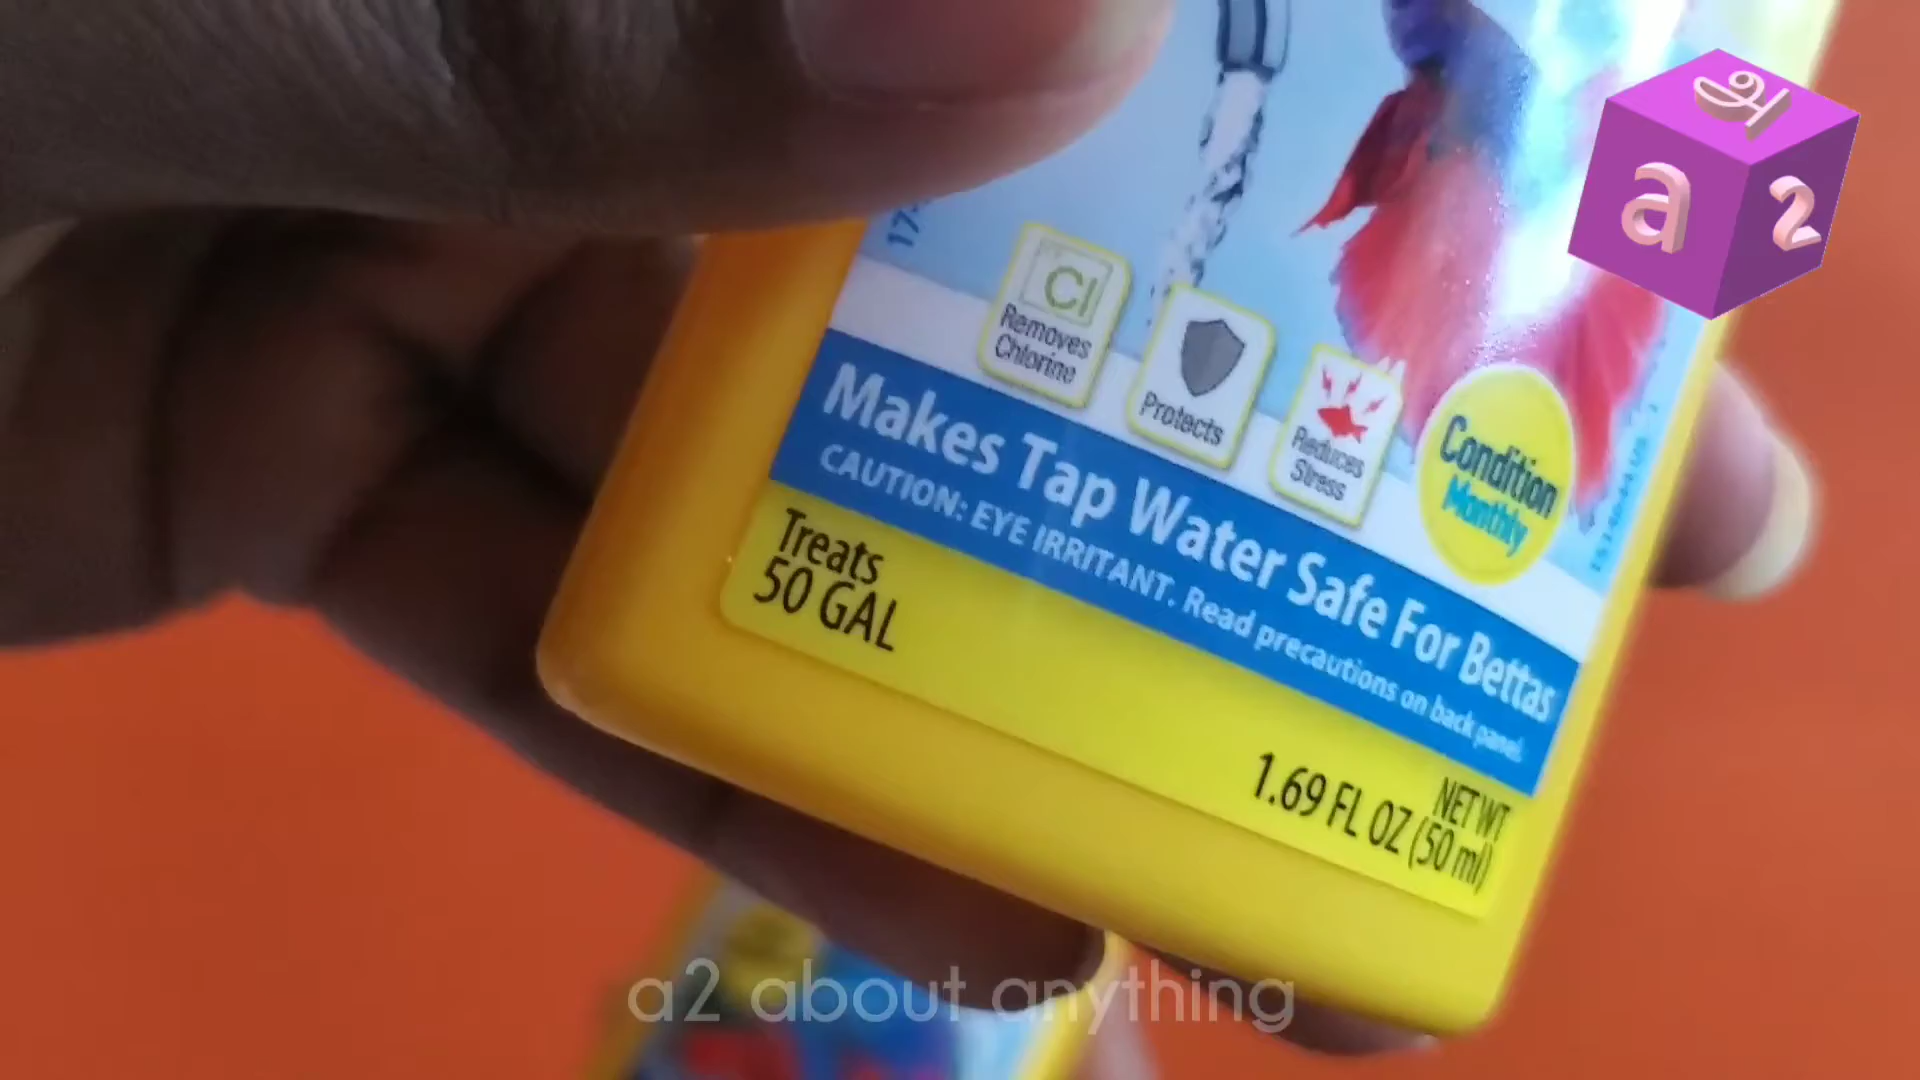 அ
a
2
Cl
Removes
Chlorine
Protects
Reduces
Stress
Condition
Monthly
Makes Tap Water Safe For Bettas
CAUTION: EYE IRRITANT. Read precautions on back panel.
Treats
50 GAL
NET WT
1.69 FL OZ (50 ml)
a2 about anything